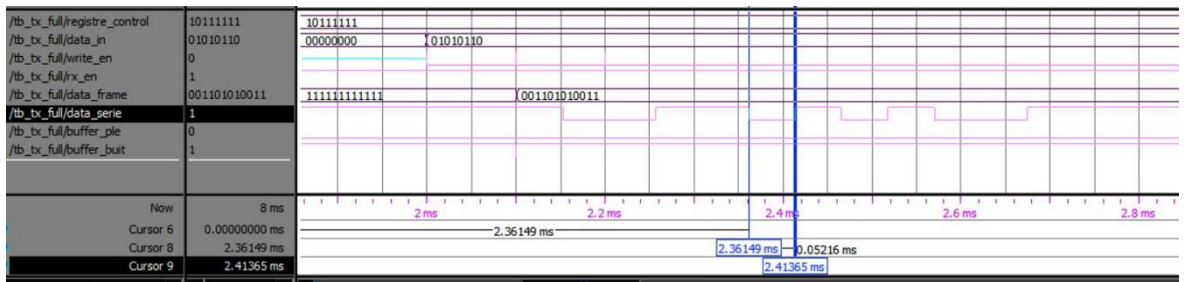 /tb_tx_full/registre_control 10111111 10111111
/tb_tx_full/data_in 01010110 00000000 01010110
/tb_tx_full/write_en 0
/tb_tx_full/rx_en 1
/tb_tx_full/data_frame 001101010011 111111111111 001101010011
/tb_tx_full/data_serie 1
/tb_tx_full/buffer_ple 0
/tb_tx_full/buffer_buit 1
Now 8 ms 2 ms 2.2 ms 2.4 ms 2.6 ms 2.8 ms
Cursor 6 0.00000000 ms 2.36149 ms
Cursor 8 2.36149 ms 2.36149 ms 0.05216 ms
Cursor 9 2.41365 ms 2.41365 ms